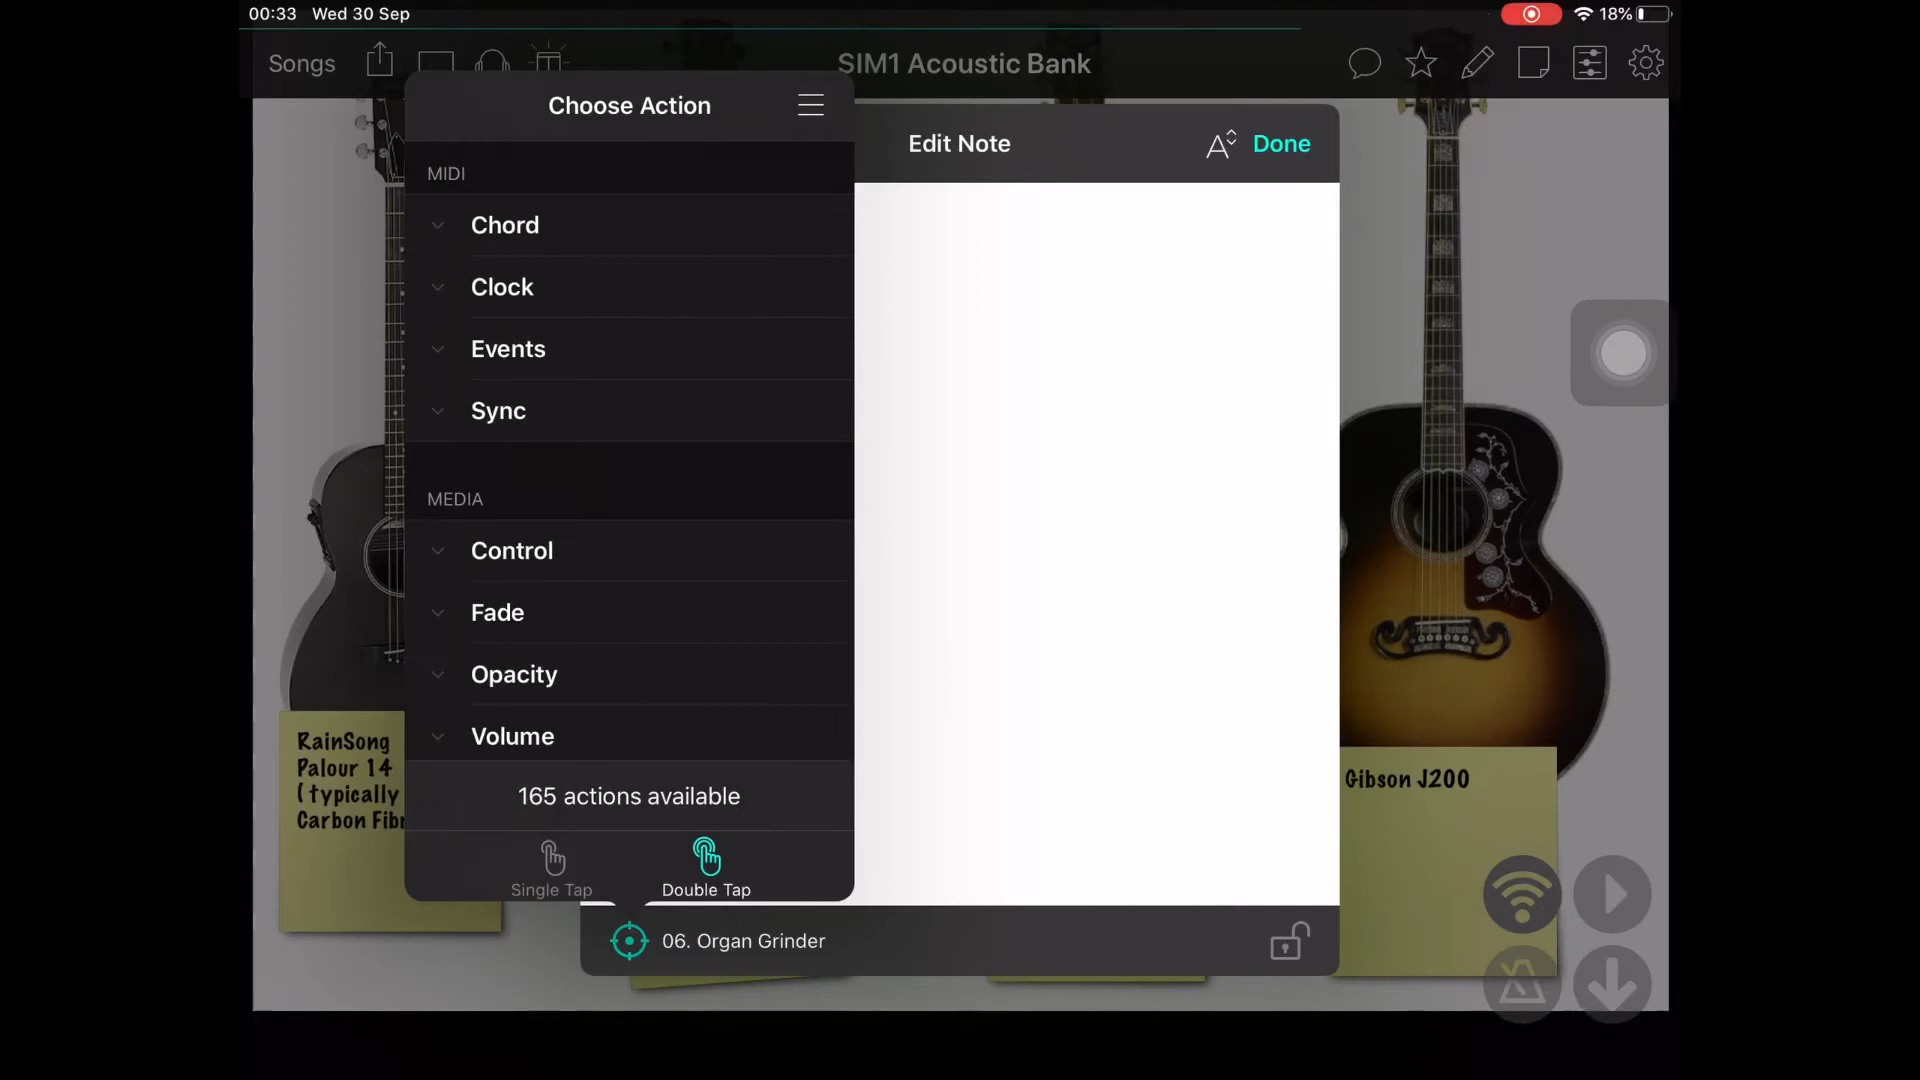 00:33 Wed 30 Sep
18%
Songs
SIM1 Acoustic Bank
Choose Action
MIDI
Chord
Clock
Events
Sync
MEDIA
Control
Fade
Opacity
Volume
165 actions available
Single Tap
Double Tap
Edit Note
Done
06. Organ Grinder
RainSong
Palour 14
(typically
Carbon Fibr
Gibson J200